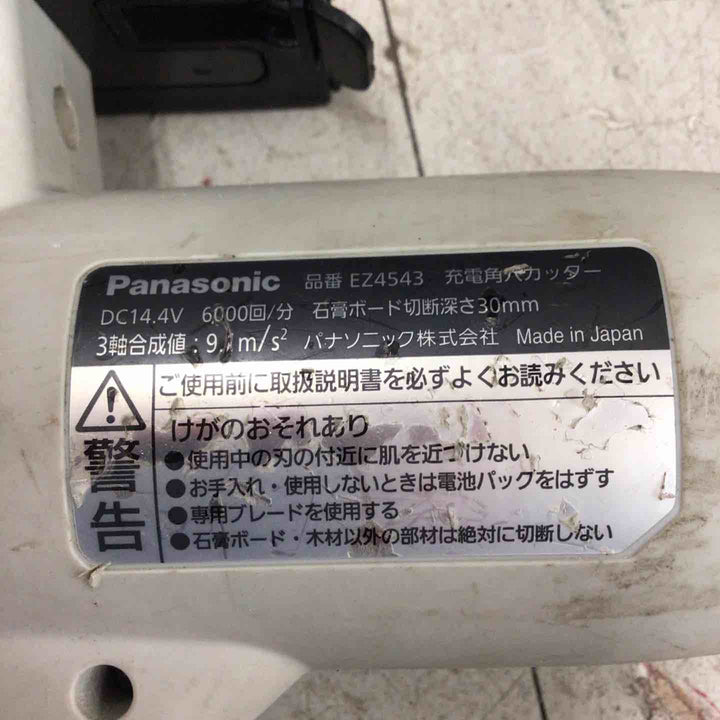 Panasonic 品番 EZ4543 充電角穴カッター
DC14.4V 6000回/分 石膏ボード切断深さ30mm
3軸合成値:9.1m/s² パナソニック株式会社 Made in Japan
ご使用前に取扱説明書を必ずよくお読みください
警告
けがのおそれあり
●使用中の刃の付近に肌を近づけない
●お手入れ・使用しないときは電池パックをはずす
●専用ブレードを使用する
●石膏ボード・木材以外の部材は絶対に切断しない